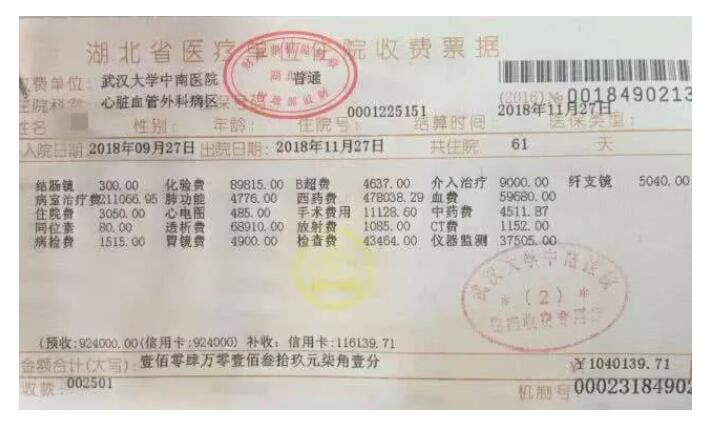 湖北省医疗单位住院收费票据
收费单位: 武汉大学中南医院 普通
住院科室: 心脏血管外科病区 (2016) № 0018490213
0001225151 2018年11月27日
姓名 性别: 年龄: 住院号: 结算时间 医保类型:
入院日期 2018年09月27日 出院日期: 2018年11月27日 共住院 61 天
结肠镜 300.00 化验费 89815.00 B超费 4637.00 介入治疗 9000.00 纤支镜 5040.00
病室治疗费211066.95 肺功能 4776.00 西药费 478038.29 血费 59680.00
住院费 3050.00 心电图 485.00 手术费用 11128.60 中药费 4511.87
同位素 80.00 透析费 68910.00 放射费 1085.00 CT费 1152.00
病检费 1515.00 胃镜费 4900.00 检查费 43464.00 仪器监测 37505.00
武汉大学中南医院
* (2) *
(预收:924000.00(信用卡:924000) 补收: 信用卡:116139.71
金额合计(大写): 壹佰零肆万零壹佰叁拾玖元柒角壹分 ¥1040139.71
收款: 002501 机制号 00023184902